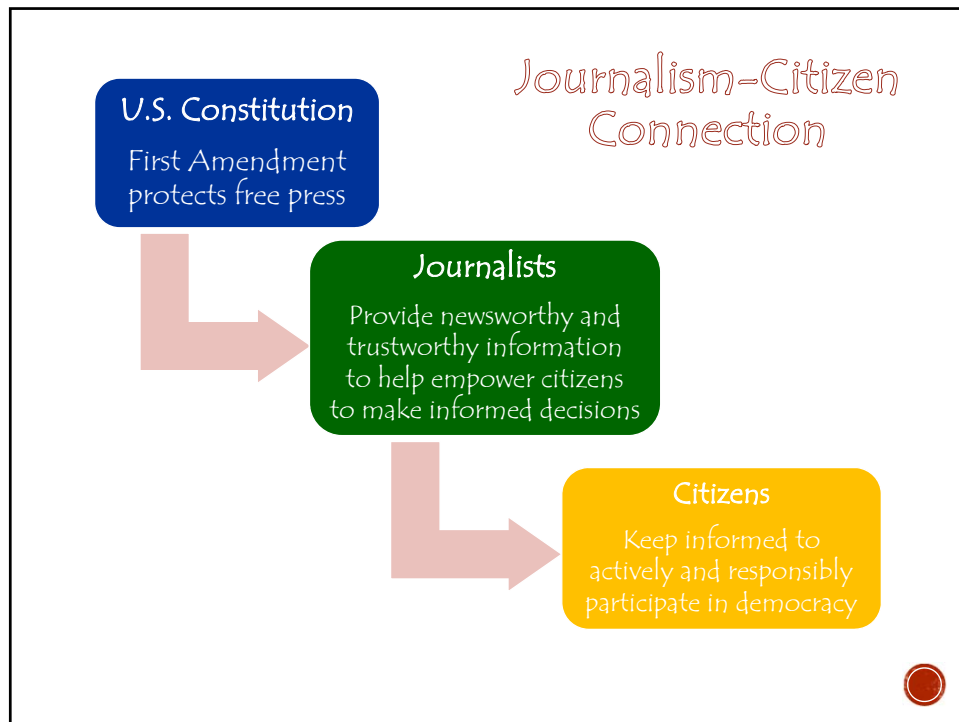 Journalism-Citizen
Connection
U.S. Constitution
First Amendment
protects free press
Journalists
Provide newsworthy and
trustworthy information
to help empower citizens
to make informed decisions
Citizens
Keep informed to
actively and responsibly
participate in democracy